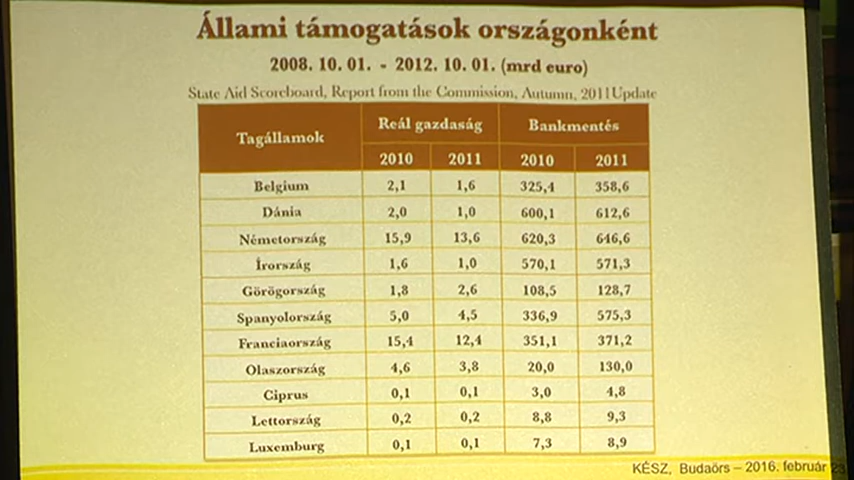 Állami támogatások országonként
2008. 10. 01. - 2012. 10. 01. (mrd euro)
State Aid Scoreboard, Report from the Commission, Autumn, 2011Update
Tagállamok Reál gazdaság Bankmentés
2010 2011 2010 2011
Belgium 2,1 1,6 325,4 358,6
Dánia 2,0 1,0 600,1 612,6
Németország 15,9 13,6 620,3 646,6
Írország 1,6 1,0 570,1 571,3
Görögország 1,8 2,6 108,5 128,7
Spanyolország 5,0 4,5 336,9 575,3
Franciaország 15,4 12,4 351,1 371,2
Olaszország 4,6 3,8 20,0 130,0
Ciprus 0,1 0,1 3,0 4,8
Lettország 0,2 0,2 8,8 9,3
Luxemburg 0,1 0,1 7,3 8,9
KÉSZ, Budaörs – 2016. február 23